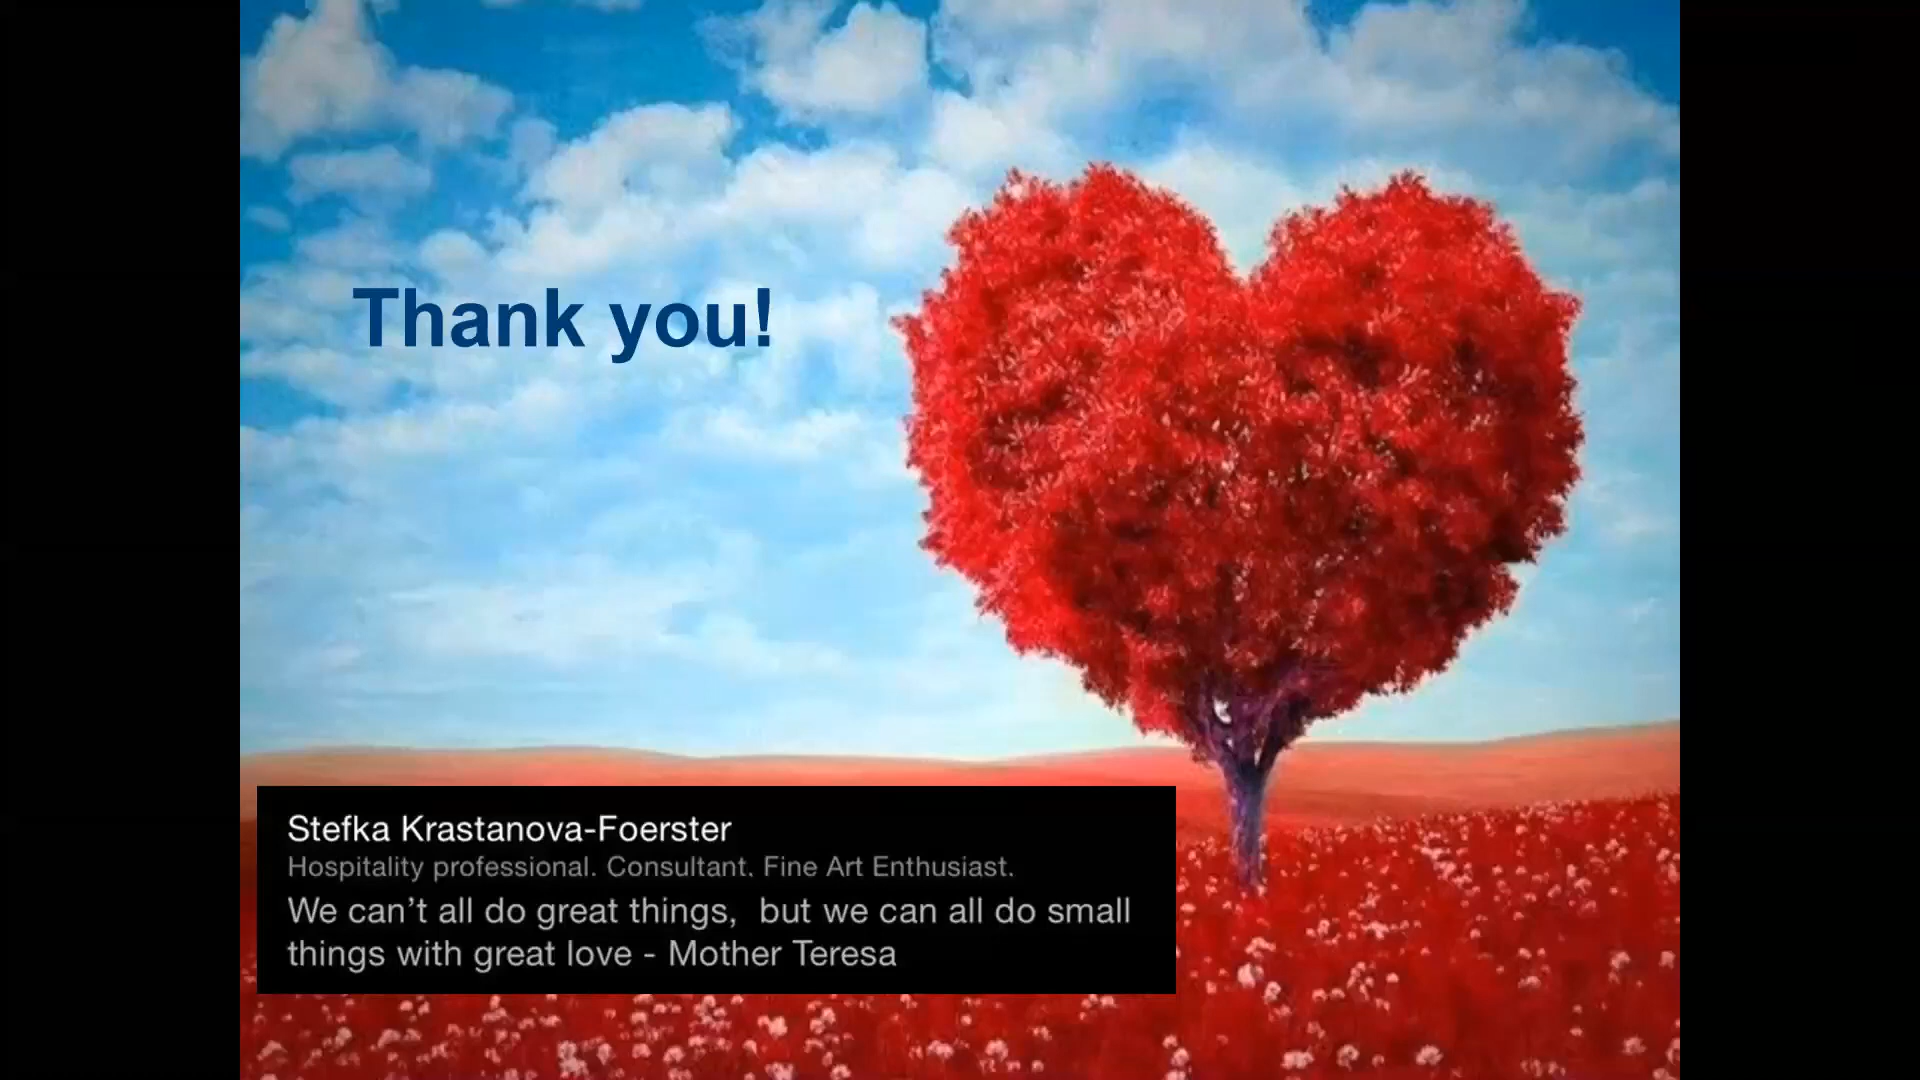 Thank you!
Stefka Krastanova-Foerster
Hospitality professional. Consultant. Fine Art Enthusiast.
We can’t all do great things,  but we can all do small
things with great love - Mother Teresa